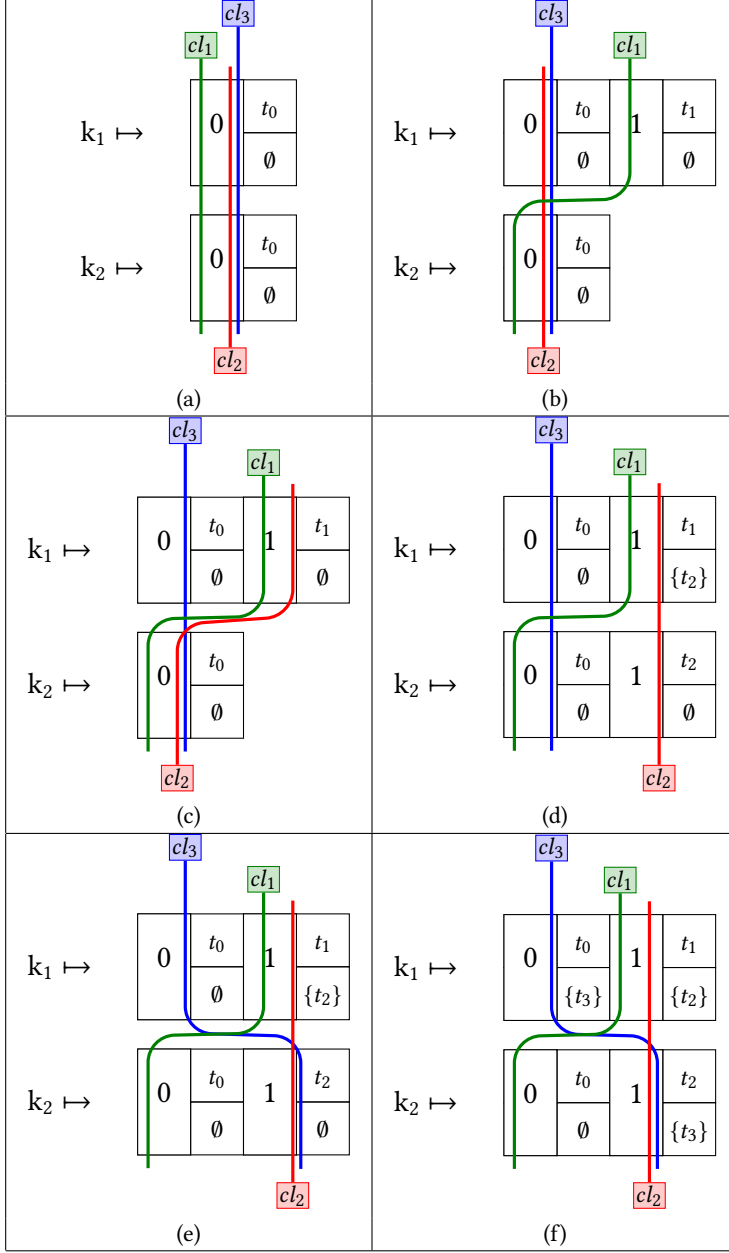 cl₃
cl₁
k₁ ↦ 0 t₀ ∅
k₂ ↦ 0 t₀ ∅
cl₂
(a)
cl₃
cl₁
k₁ ↦ 0 t₀ ∅ 1 t₁ ∅
k₂ ↦ 0 t₀ ∅
cl₂
(b)
cl₃
cl₁
k₁ ↦ 0 t₀ ∅ 1 t₁ ∅
k₂ ↦ 0 t₀ ∅
cl₂
(c)
cl₃
cl₁
k₁ ↦ 0 t₀ ∅ 1 t₁ {t₂}
k₂ ↦ 0 t₀ ∅ 1 t₂ ∅
cl₂
(d)
cl₃
cl₁
k₁ ↦ 0 t₀ ∅ 1 t₁ {t₂}
k₂ ↦ 0 t₀ ∅ 1 t₂ ∅
cl₂
(e)
cl₃
cl₁
k₁ ↦ 0 t₀ {t₃} 1 t₁ {t₂}
k₂ ↦ 0 t₀ ∅ 1 t₂ {t₃}
cl₂
(f)